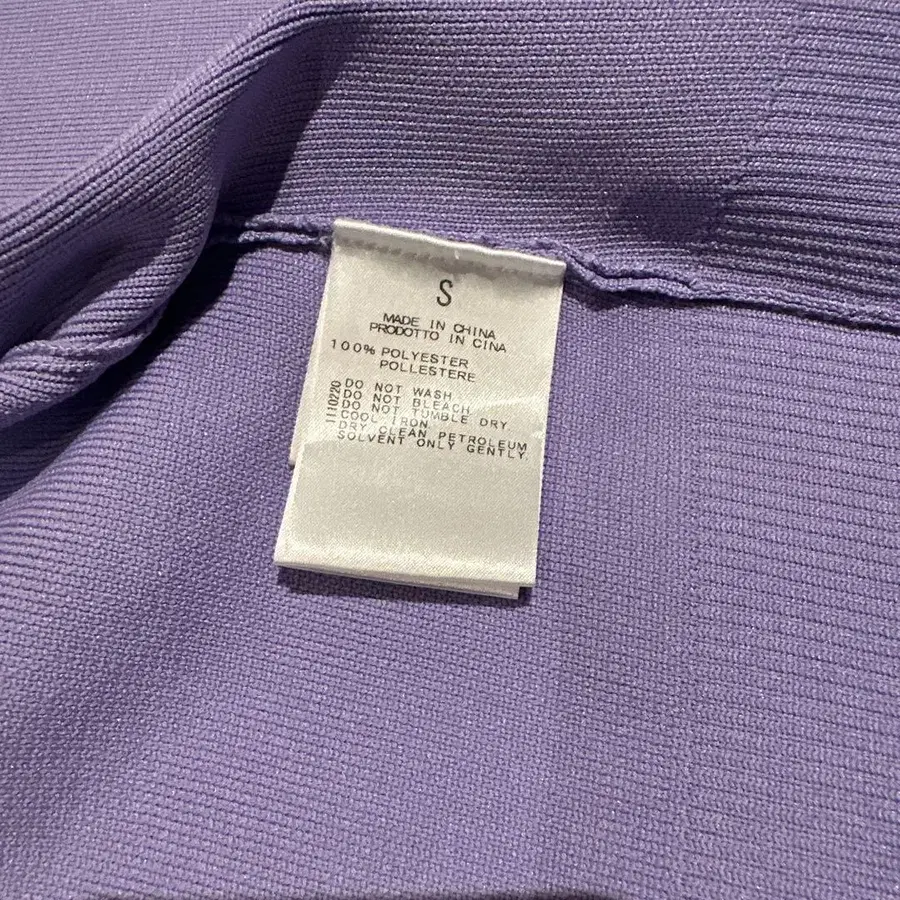 S
MADE IN CHINA
PRODOTTO IN CINA
100% POLYESTER
POLLESTERE
1110220
DO NOT WASH
DO NOT BLEACH
DO NOT TUMBLE DRY
COOL IRON
DRY CLEAN PETROLEUM
SOLVENT ONLY GENTLY.